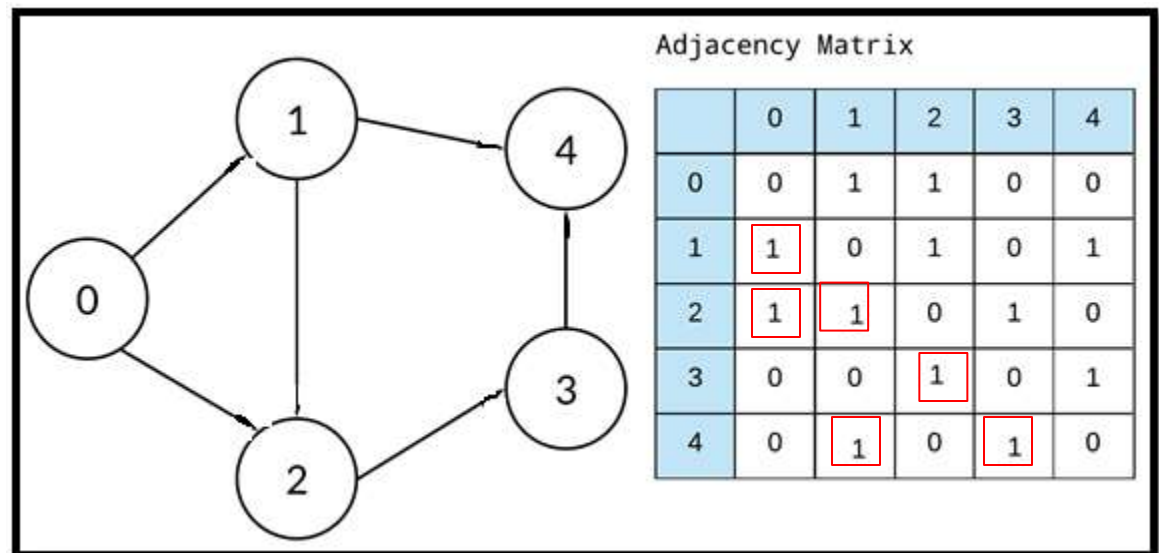 Adjacency Matrix
1
4
0
3
2
0 1 2 3 4
0 0 1 1 0 0
1 1 0 1 0 1
2 1 1 0 1 0
3 0 0 1 0 1
4 0 1 0 1 0